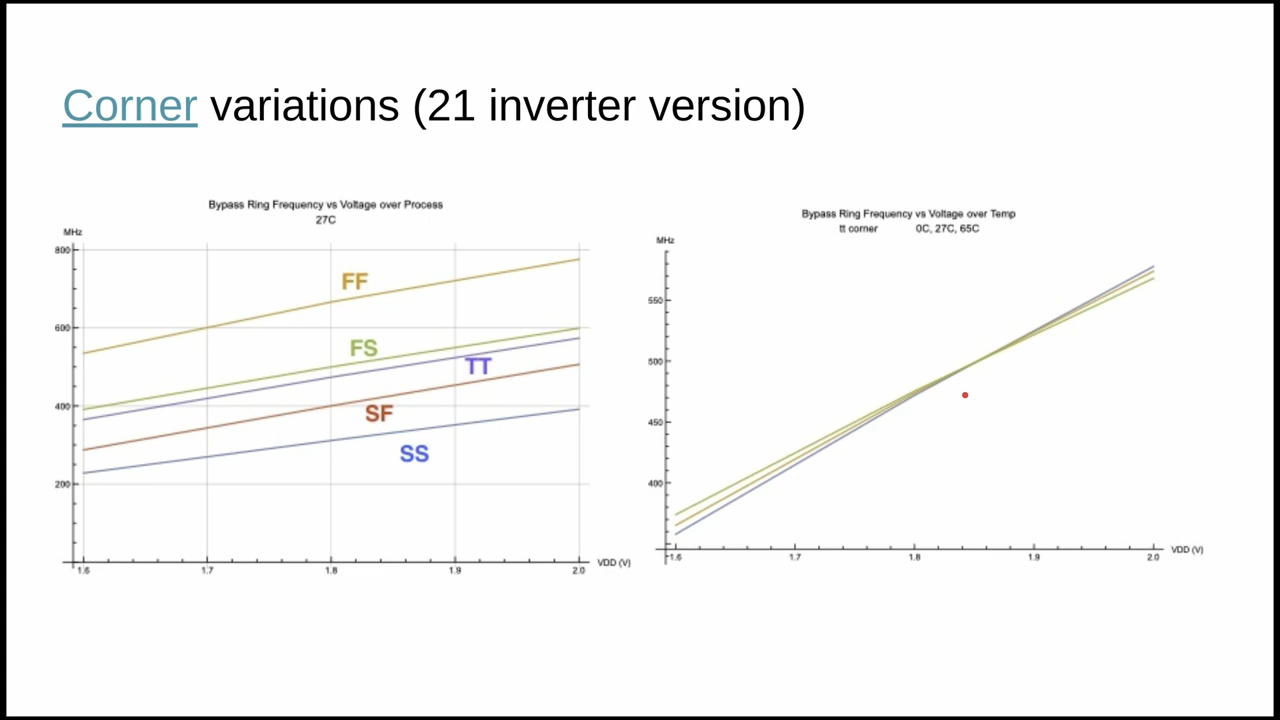 Corner variations (21 inverter version)
Bypass Ring Frequency vs Voltage over Process
27C
MHz
800
600
400
200
FF
FS
TT
SF
SS
1.6 1.7 1.8 1.9 2.0 VDD (V)
Bypass Ring Frequency vs Voltage over Temp
tt corner 0C, 27C, 65C
MHz
550
500
450
400
1.6 1.7 1.8 1.9 2.0 VDD (V)